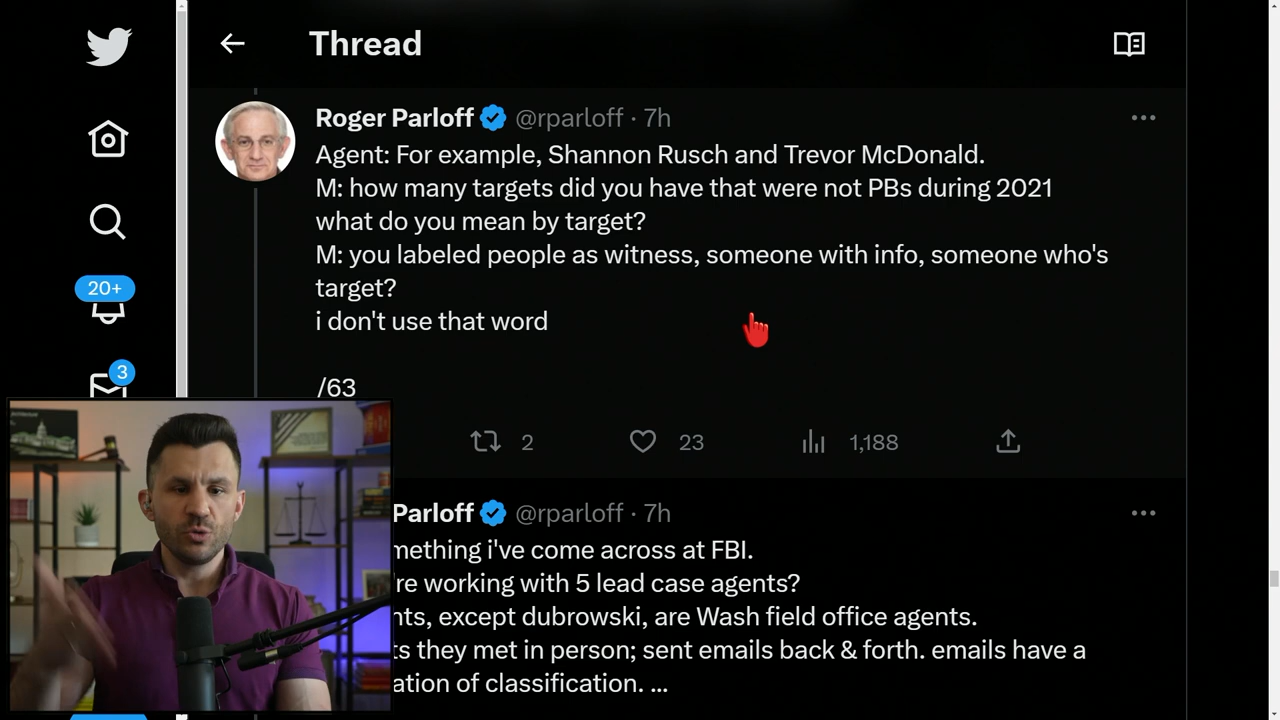 Thread
Roger Parloff @rparloff · 7h
Agent: For example, Shannon Rusch and Trevor McDonald.
M: how many targets did you have that were not PBs during 2021
what do you mean by target?
M: you labeled people as witness, someone with info, someone who's
target?
i don't use that word
/63
2 23 1,188
20+
3
Parloff @rparloff · 7h
mething i've come across at FBI.
're working with 5 lead case agents?
nts, except dubrowski, are Wash field office agents.
ts they met in person; sent emails back & forth. emails have a
ation of classification. ...